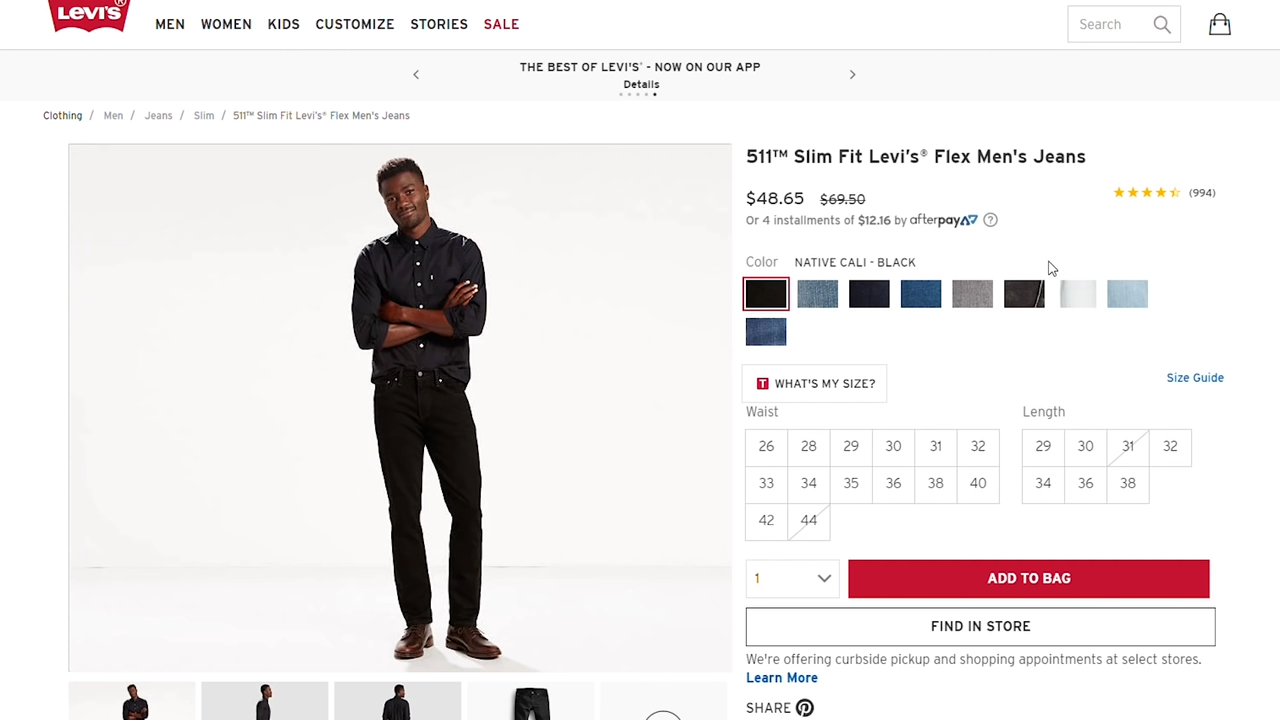 LEVI'S®
MEN WOMEN KIDS CUSTOMIZE STORIES SALE
Search
THE BEST OF LEVI'S® - NOW ON OUR APP
Details
Clothing / Men / Jeans / Slim / 511™ Slim Fit Levi's® Flex Men's Jeans
511™ Slim Fit Levi's® Flex Men's Jeans
$48.65 $69.50
(994)
Or 4 installments of $12.16 by afterpay ?
Color NATIVE CALI - BLACK
T WHAT'S MY SIZE?
Size Guide
Waist Length
26 28 29 30 31 32 29 30 31 32
33 34 35 36 38 40 34 36 38
42 44
1 ADD TO BAG
FIND IN STORE
We're offering curbside pickup and shopping appointments at select stores.
Learn More
SHARE